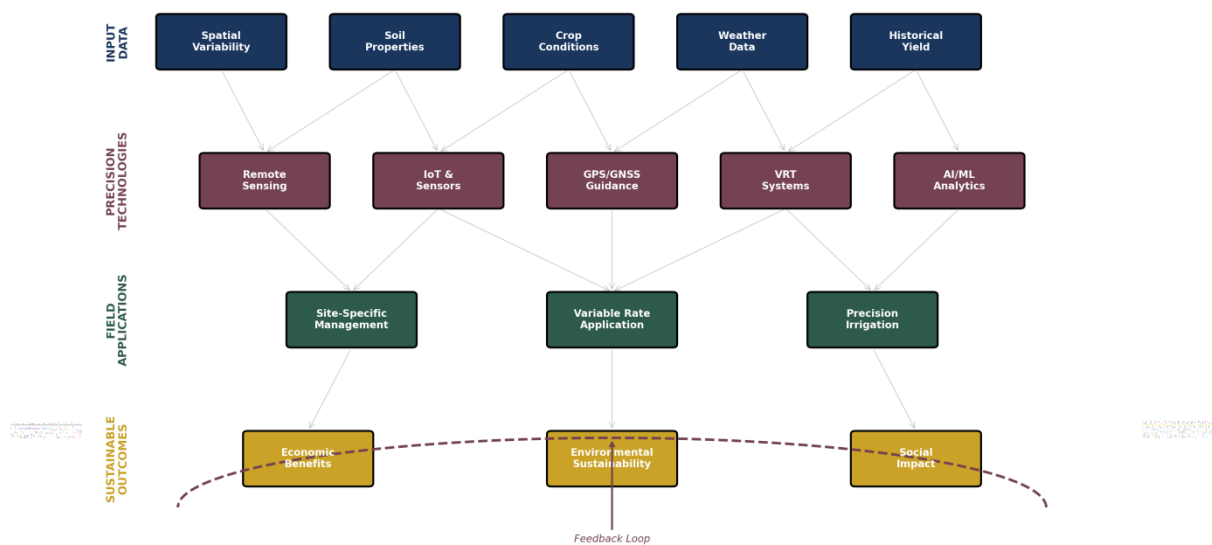 INPUT
DATA
Spatial
Variability
Soil
Properties
Crop
Conditions
Weather
Data
Historical
Yield
PRECISION
TECHNOLOGIES
Remote
Sensing
IoT &
Sensors
GPS/GNSS
Guidance
VRT
Systems
AI/ML
Analytics
FIELD
APPLICATIONS
Site-Specific
Management
Variable Rate
Application
Precision
Irrigation
SUSTAINABLE
OUTCOMES
Economic
Benefits
Environmental
Sustainability
Social
Impact
Feedback Loop